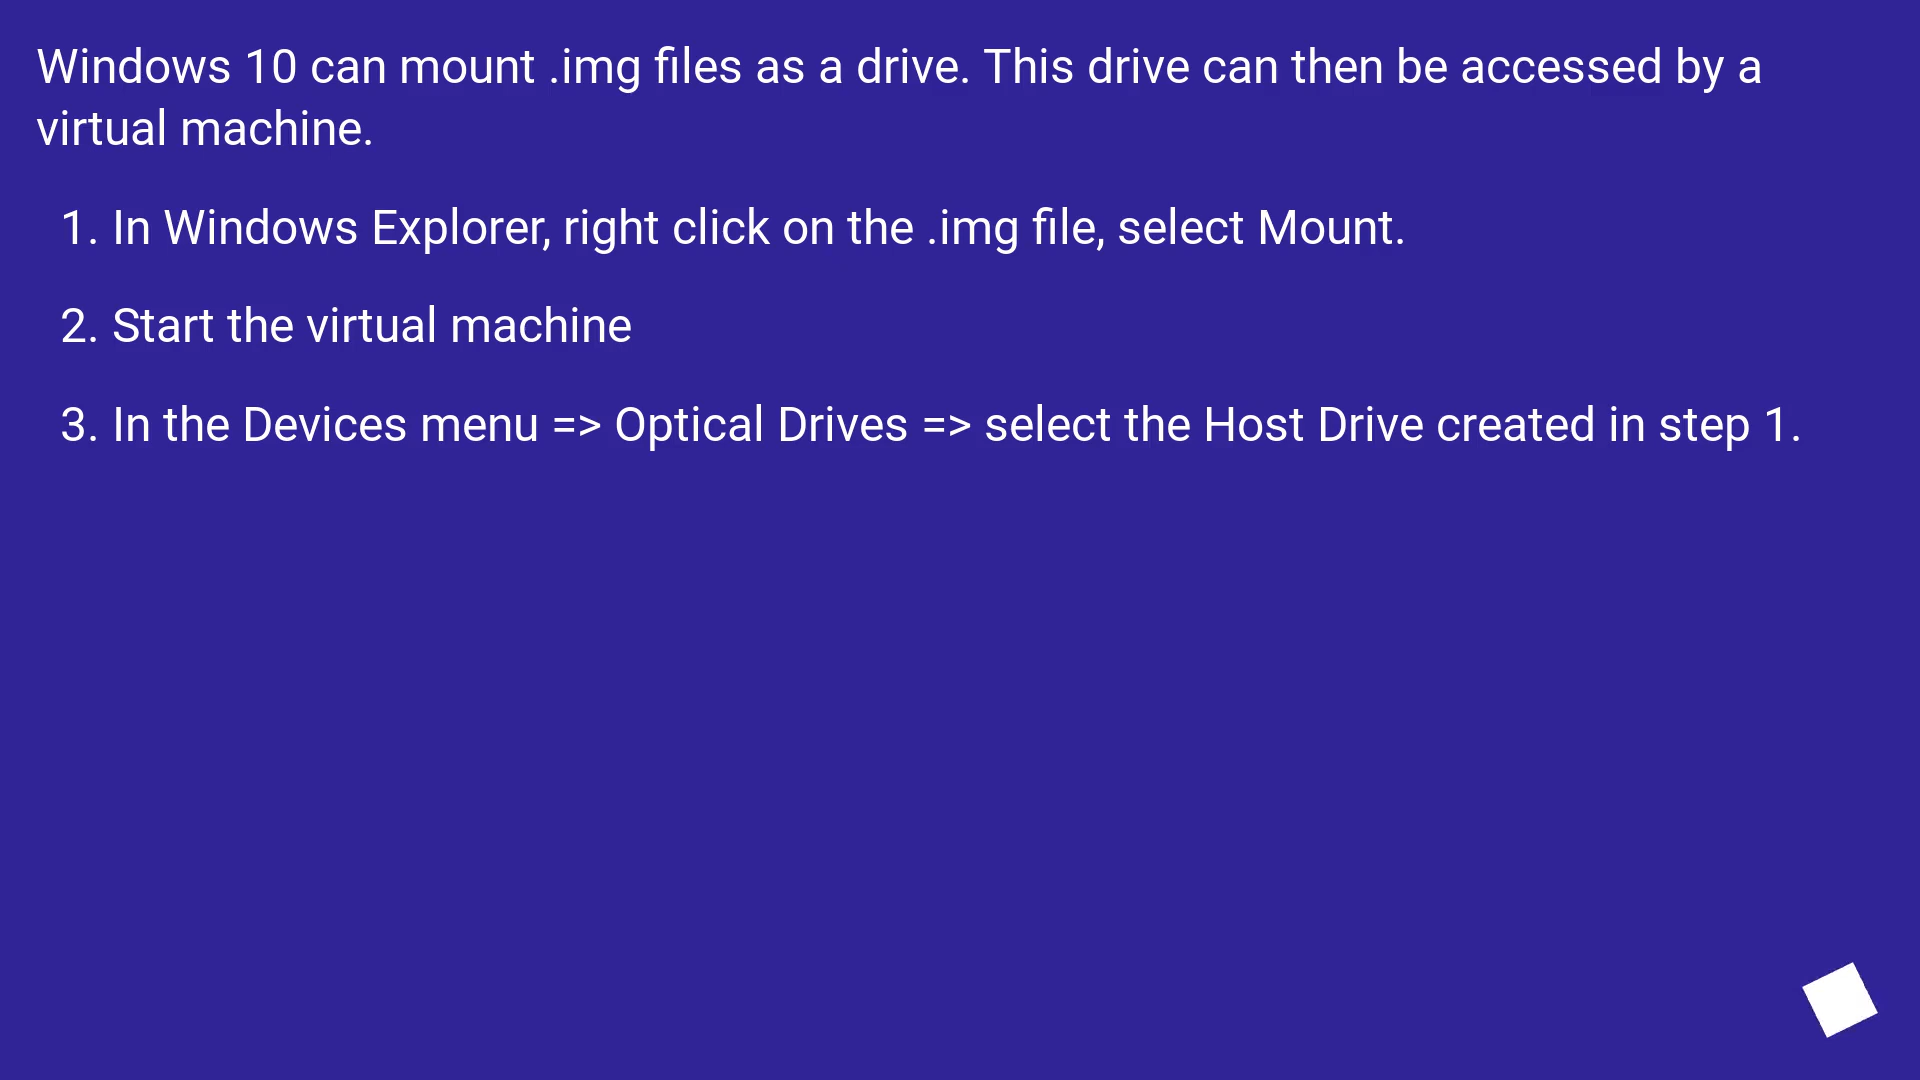 Windows 10 can mount .img files as a drive. This drive can then be accessed by a
virtual machine.
1. In Windows Explorer, right click on the .img file, select Mount.
2. Start the virtual machine
3. In the Devices menu => Optical Drives => select the Host Drive created in step 1.